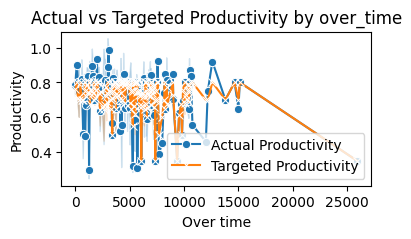 Actual vs Targeted Productivity by over_time
Productivity
1.0
0.8
0.6
0.4
Actual Productivity
Targeted Productivity
0 5000 10000 15000 20000 25000
Over time